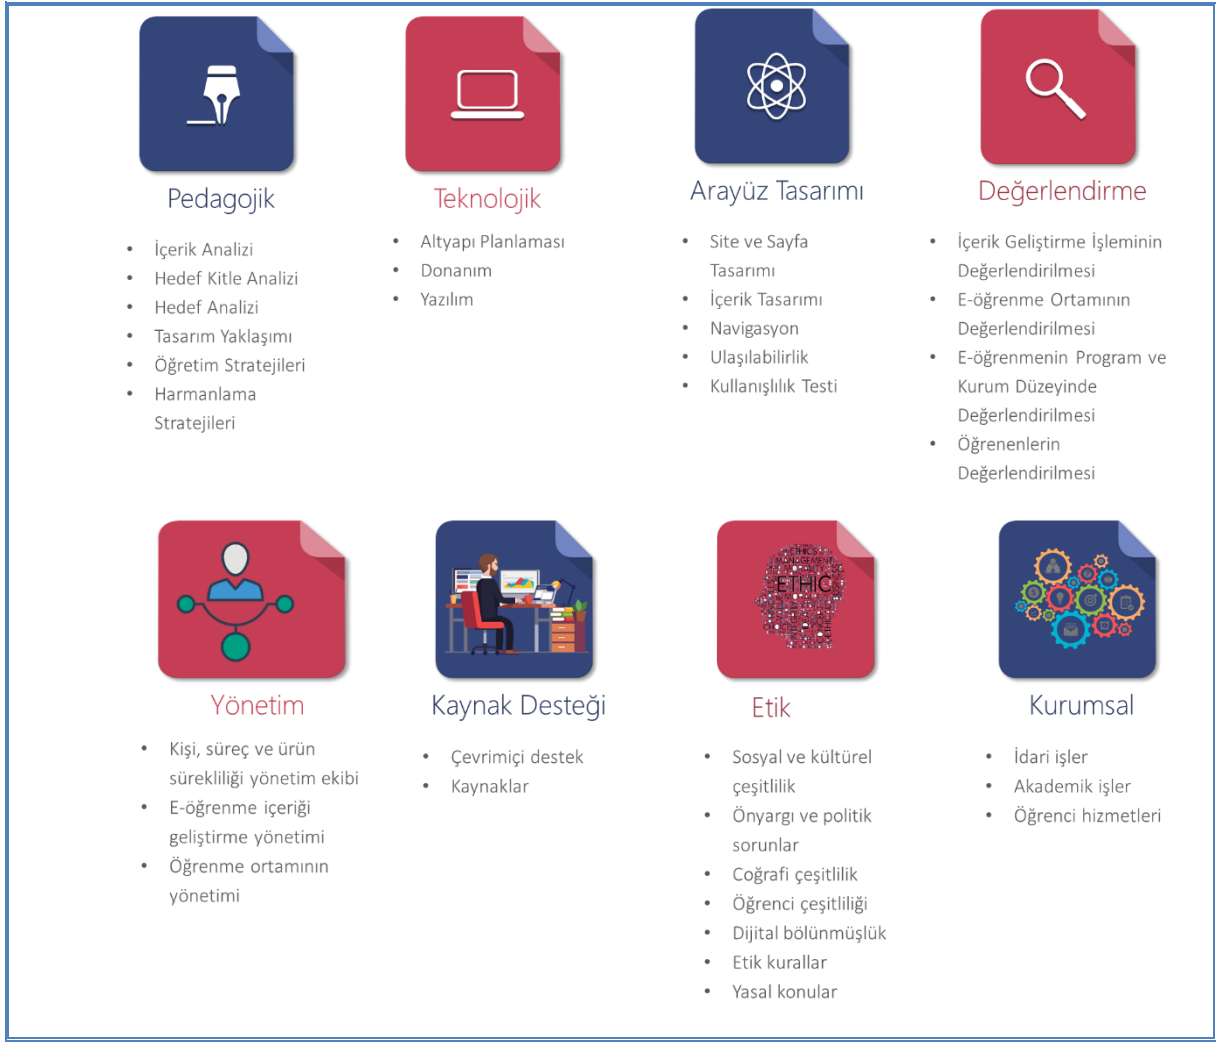 Pedagojik
• İçerik Analizi
• Hedef Kitle Analizi
• Hedef Analizi
• Tasarım Yaklaşımı
• Öğretim Stratejileri
• Harmanlama
Stratejileri
Teknolojik
• Altyapı Planlaması
• Donanım
• Yazılım
Arayüz Tasarımı
• Site ve Sayfa
Tasarımı
• İçerik Tasarımı
• Navigasyon
• Ulaşılabilirlik
• Kullanışlılık Testi
Değerlendirme
• İçerik Geliştirme İşleminin
Değerlendirilmesi
• E-öğrenme Ortamının
Değerlendirilmesi
• E-öğrenmenin Program ve
Kurum Düzeyinde
Değerlendirilmesi
• Öğrenenlerin
Değerlendirilmesi
Yönetim
• Kişi, süreç ve ürün
sürekliliği yönetim ekibi
• E-öğrenme içeriği
geliştirme yönetimi
• Öğrenme ortamının
yönetimi
Kaynak Desteği
• Çevrimiçi destek
• Kaynaklar
ETHICS
MANAGEMENT
ETHIC
Etik
• Sosyal ve kültürel
çeşitlilik
• Önyargı ve politik
sorunlar
• Coğrafi çeşitlilik
• Öğrenci çeşitliliği
• Dijital bölünmüşlük
• Etik kurallar
• Yasal konular
Kurumsal
• İdari işler
• Akademik işler
• Öğrenci hizmetleri